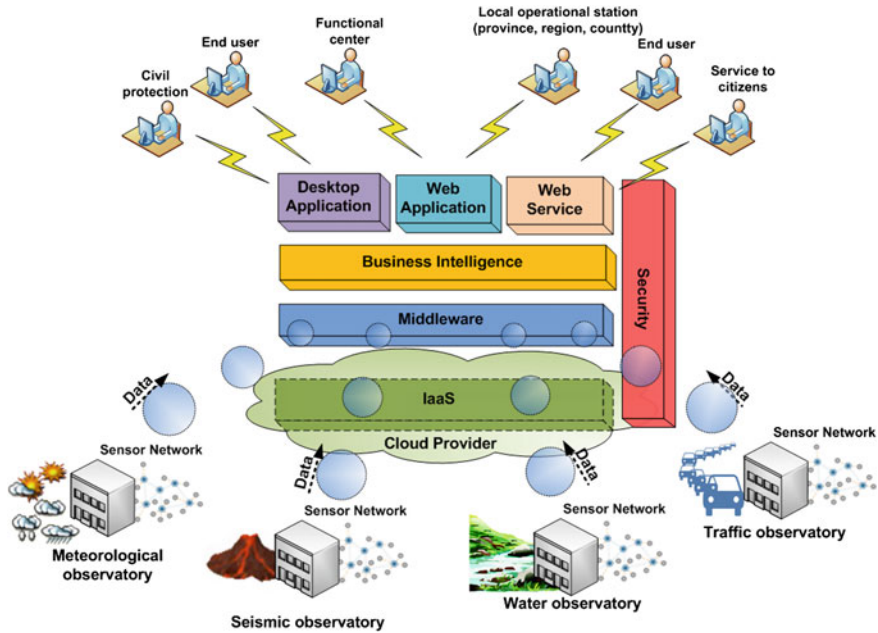 Local operational station
(province, region, countty)
Functional
center
End user
End user
Civil
protection
Service to
citizens
Desktop
Application
Web
Application
Web
Service
Business Intelligence
Security
Middleware
IaaS
Cloud Provider
Data
Data
Data
Data
Sensor Network
Sensor Network
Sensor Network
Sensor Network
Meteorological
observatory
Seismic observatory
Water observatory
Traffic observatory